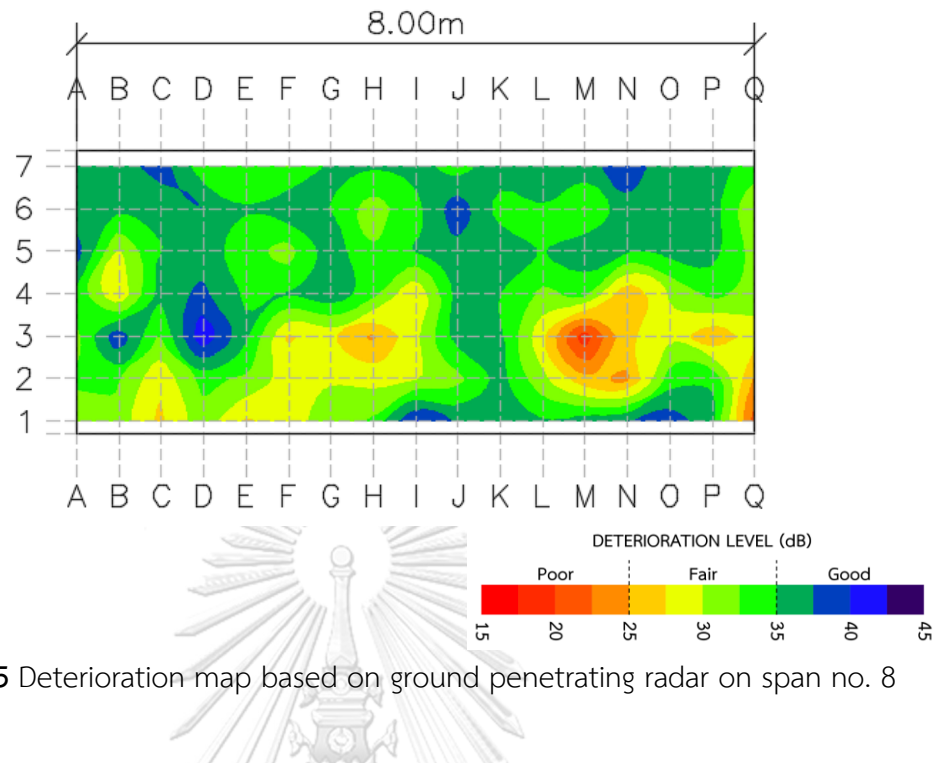 8.00m
A B C D E F G H I J K L M N O P Q
7
6
5
4
3
2
1
A B C D E F G H I J K L M N O P Q
DETERIORATION LEVEL (dB)
Poor Fair Good
15 20 25 30 35 40 45
5 Deterioration map based on ground penetrating radar on span no. 8